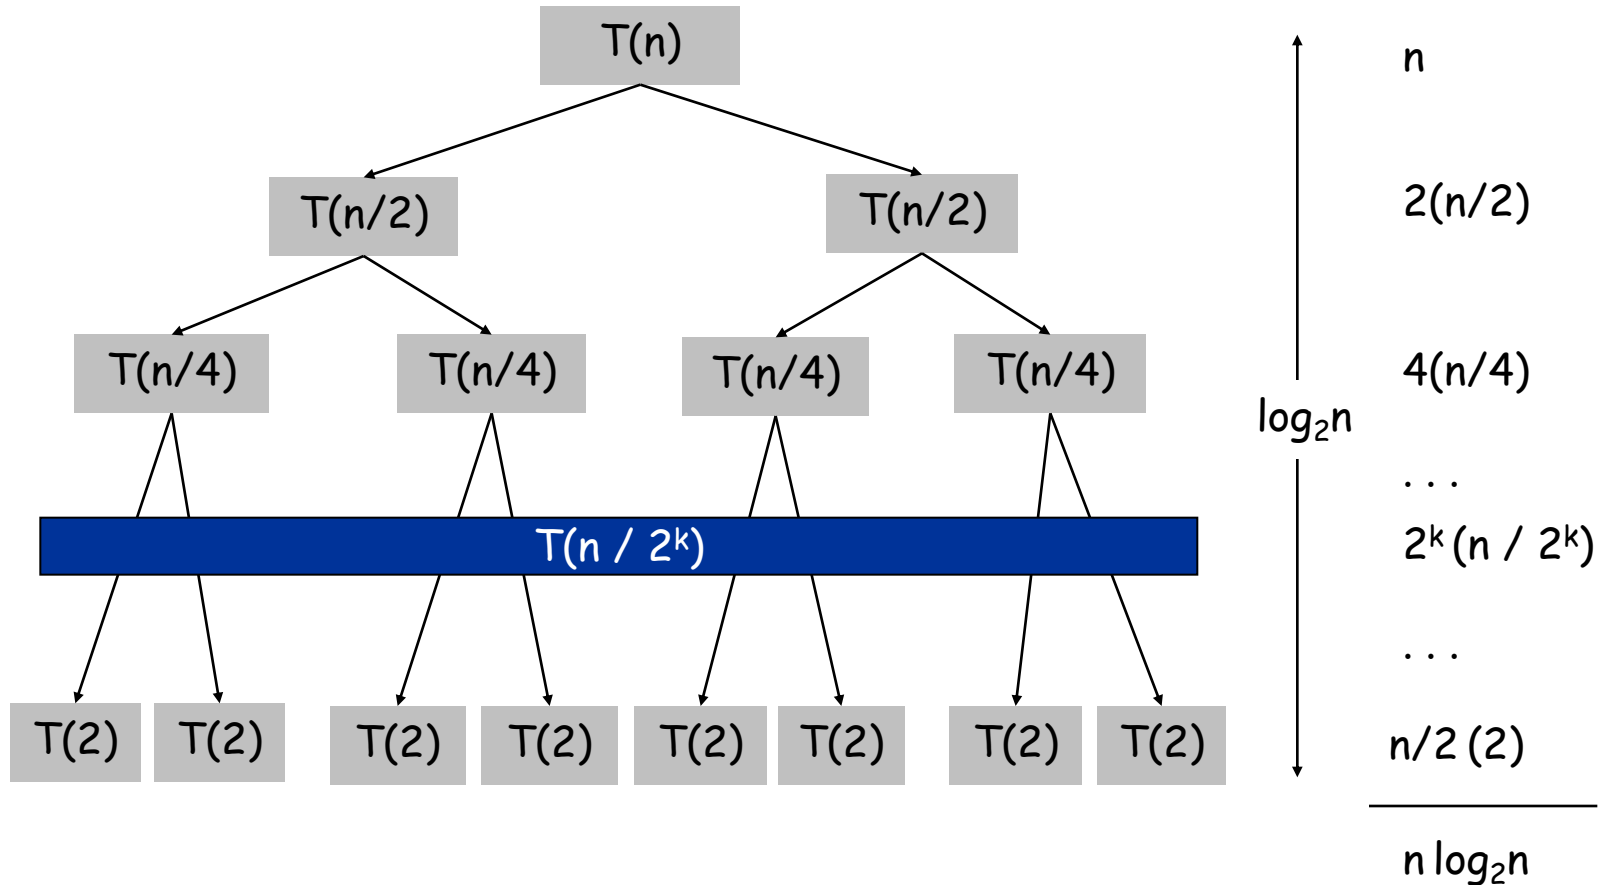 T(n)
n
T(n/2) T(n/2)
2(n/2)
T(n/4) T(n/4) T(n/4) T(n/4)
4(n/4)
log₂n
. . .
T(n / 2ᵏ)
2ᵏ (n / 2ᵏ)
. . .
T(2) T(2) T(2) T(2) T(2) T(2) T(2) T(2)
n/2 (2)
n log₂n